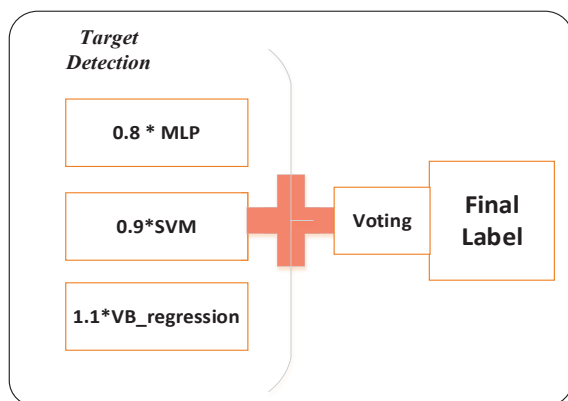 Target
Detection
0.8 * MLP
0.9*SVM
1.1*VB_regression
Voting
Final
Label